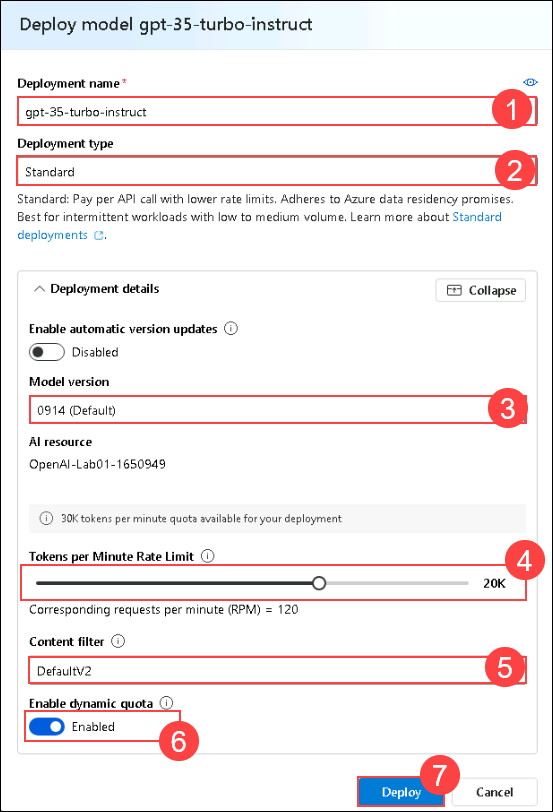 Deploy model gpt-35-turbo-instruct
Deployment name *
gpt-35-turbo-instruct
1
Deployment type
Standard
2
Standard: Pay per API call with lower rate limits. Adheres to Azure data residency promises.
Best for intermittent workloads with low to medium volume. Learn more about Standard
deployments.
Deployment details
Collapse
Enable automatic version updates
Disabled
Model version
0914 (Default)
3
AI resource
OpenAI-Lab01-1650949
30K tokens per minute quota available for your deployment
Tokens per Minute Rate Limit
4
20K
Corresponding requests per minute (RPM) = 120
Content filter
DefaultV2
5
Enable dynamic quota
Enabled
6
7
Deploy
Cancel